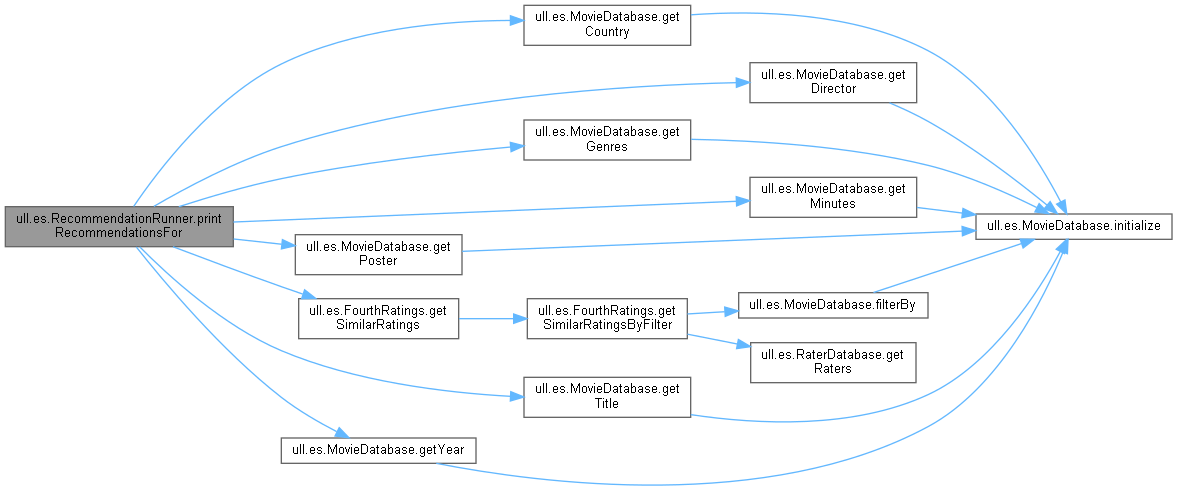 ull.es.MovieDatabase.get
Country
ull.es.MovieDatabase.get
Director
ull.es.MovieDatabase.get
Genres
ull.es.MovieDatabase.get
Minutes
ull.es.RecommendationRunner.print
RecommendationsFor
ull.es.MovieDatabase.initialize
ull.es.MovieDatabase.get
Poster
ull.es.FourthRatings.get
SimilarRatings
ull.es.FourthRatings.get
SimilarRatingsByFilter
ull.es.MovieDatabase.filterBy
ull.es.RaterDatabase.get
Raters
ull.es.MovieDatabase.get
Title
ull.es.MovieDatabase.getYear